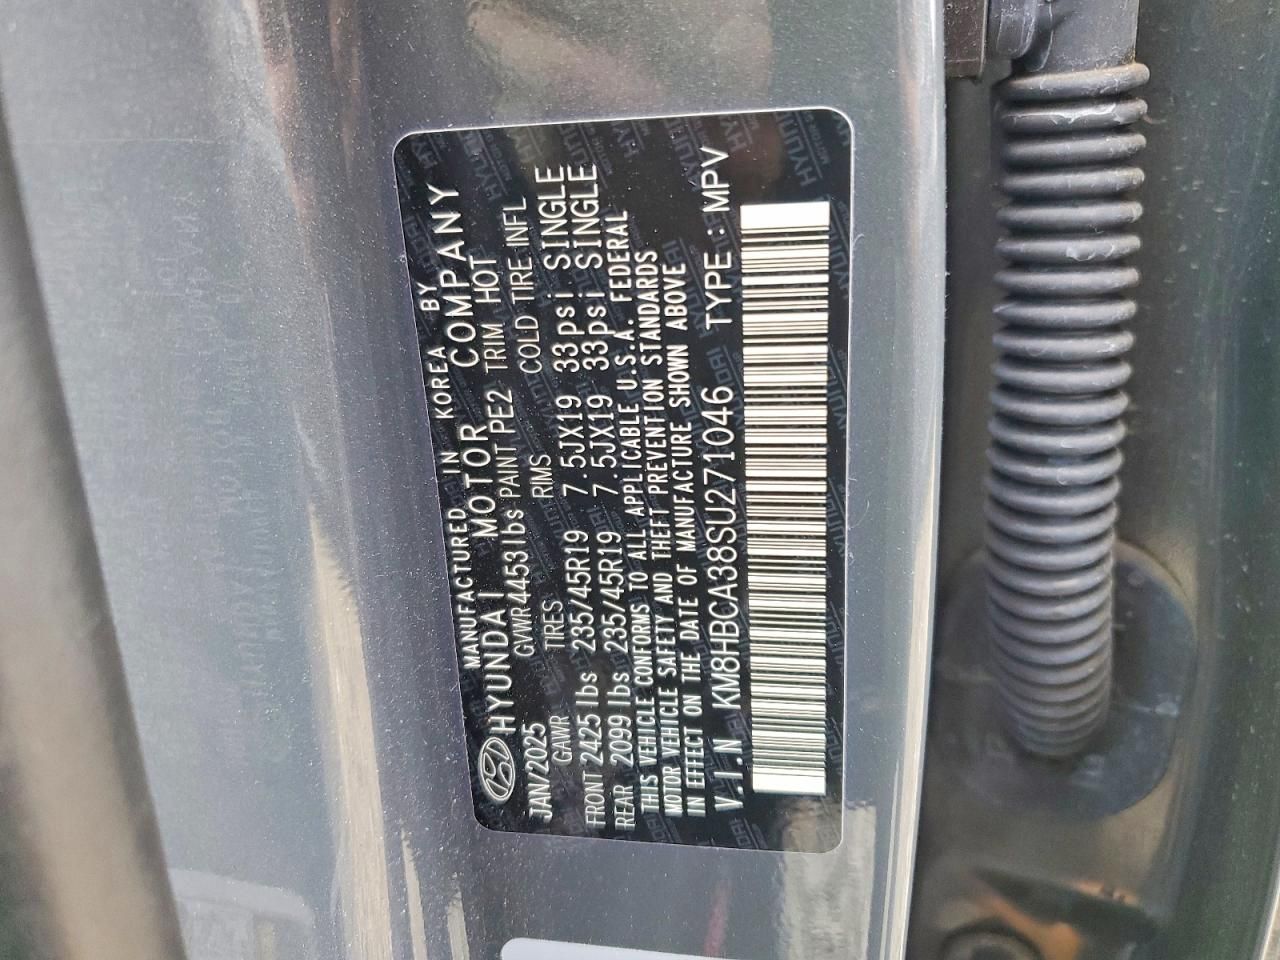 MANUFACTURED IN KOREA BY
HYUNDAI MOTOR COMPANY
JAN/2025 GVWR 4453 lbs PAINT PE2 TRIM HOT
GAWR TIRES RIMS COLD TIRE INFL
FRONT 2425 lbs 235/45R19 7.5JX19 33psi SINGLE
REAR 2099 lbs 235/45R19 7.5JX19 33psi SINGLE
THIS VEHICLE CONFORMS TO ALL APPLICABLE U.S.A. FEDERAL
MOTOR VEHICLE SAFETY AND THEFT PREVENTION STANDARDS
IN EFFECT ON THE DATE OF MANUFACTURE SHOWN ABOVE
V.I.N KM8HBCA38SU271046 TYPE:MPV